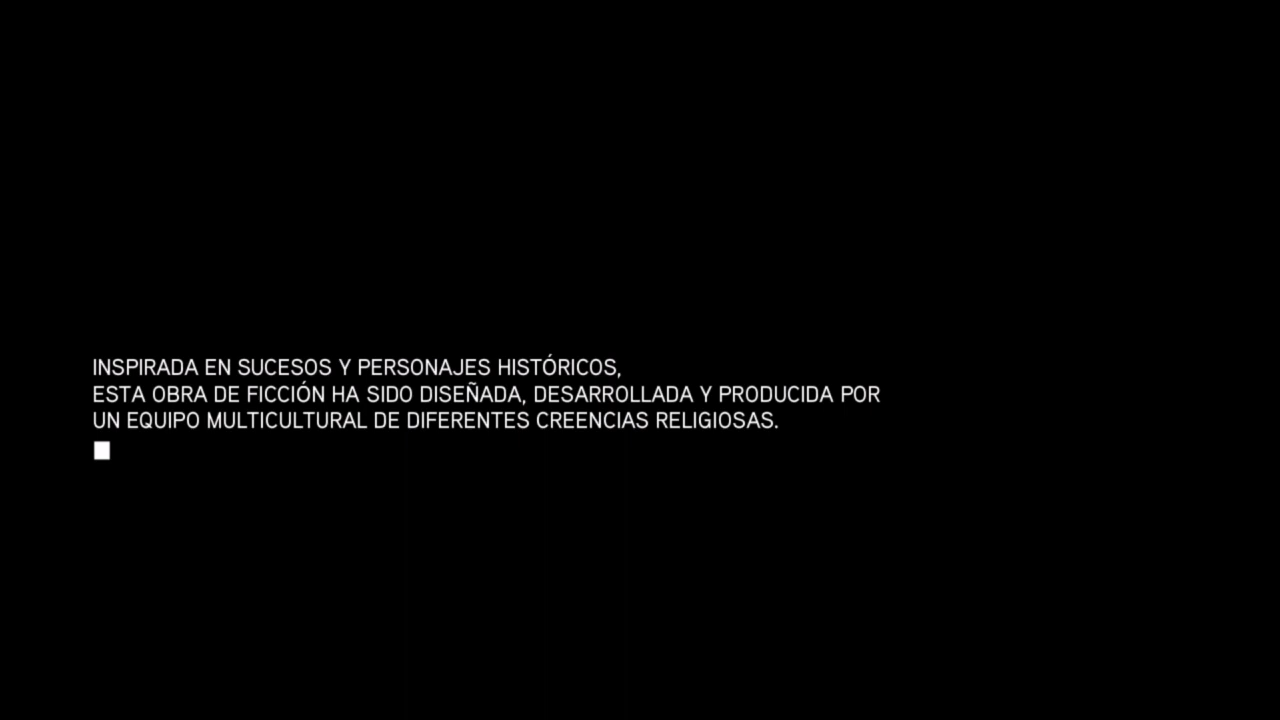 INSPIRADA EN SUCESOS Y PERSONAJES HISTÓRICOS,
ESTA OBRA DE FICCIÓN HA SIDO DISEÑADA, DESARROLLADA Y PRODUCIDA POR
UN EQUIPO MULTICULTURAL DE DIFERENTES CREENCIAS RELIGIOSAS.